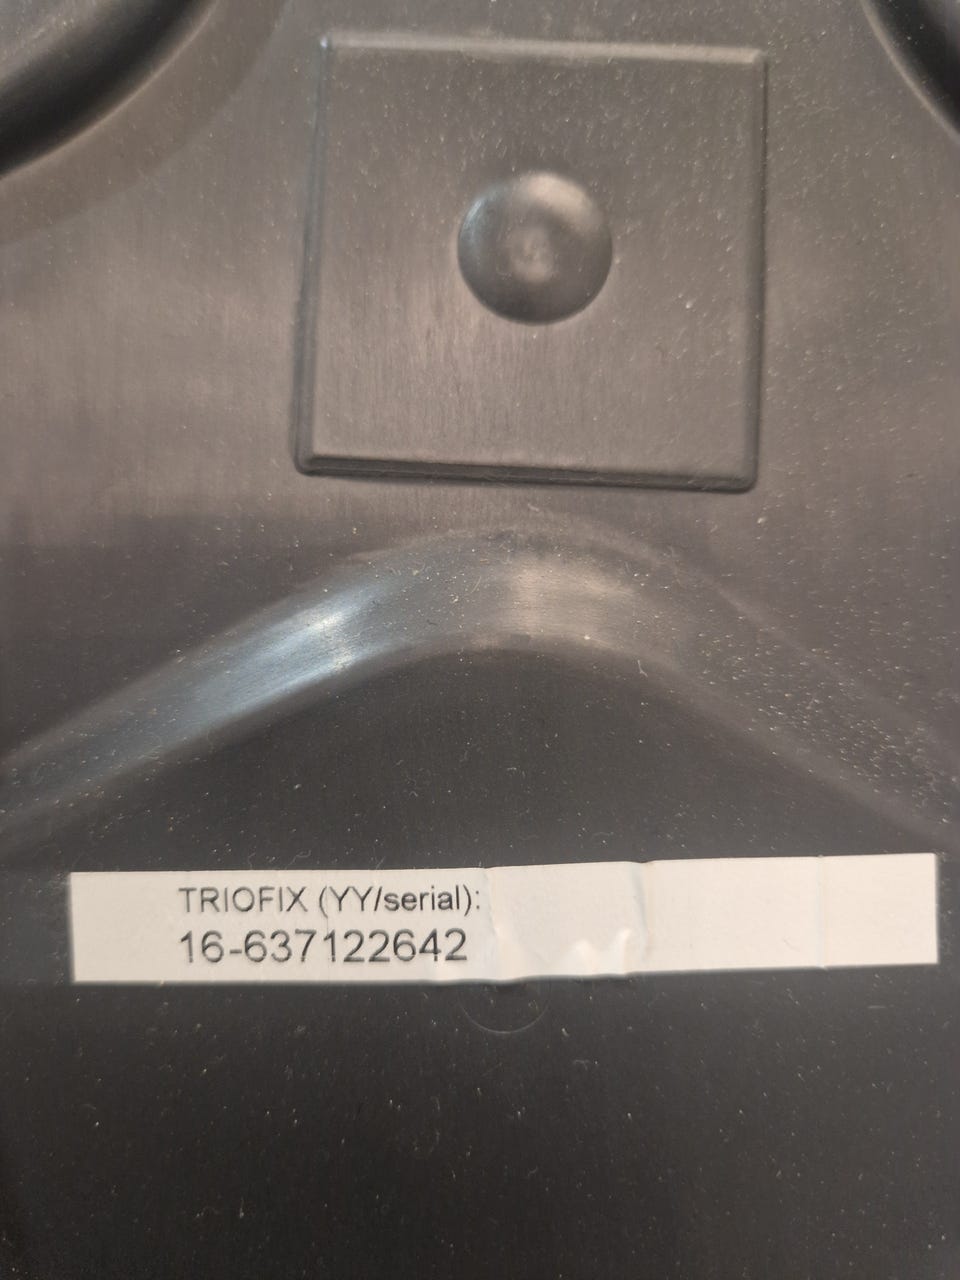 TRIOFIX (YY/serial):
16-637122642